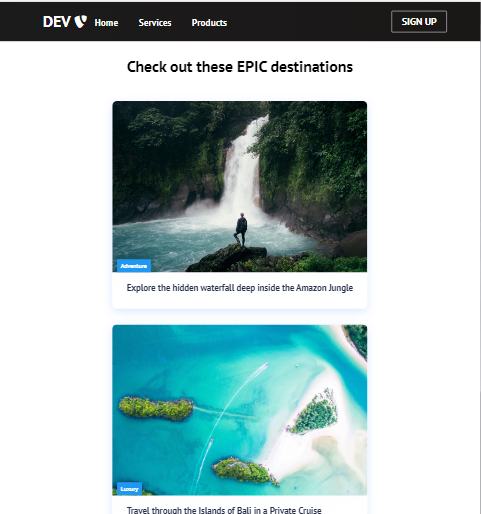 DEV
Home Services Products
SIGN UP
Check out these EPIC destinations
Adventure
Explore the hidden waterfall deep inside the Amazon Jungle
Luxury
Travel through the Islands of Bali in a Private Cruise